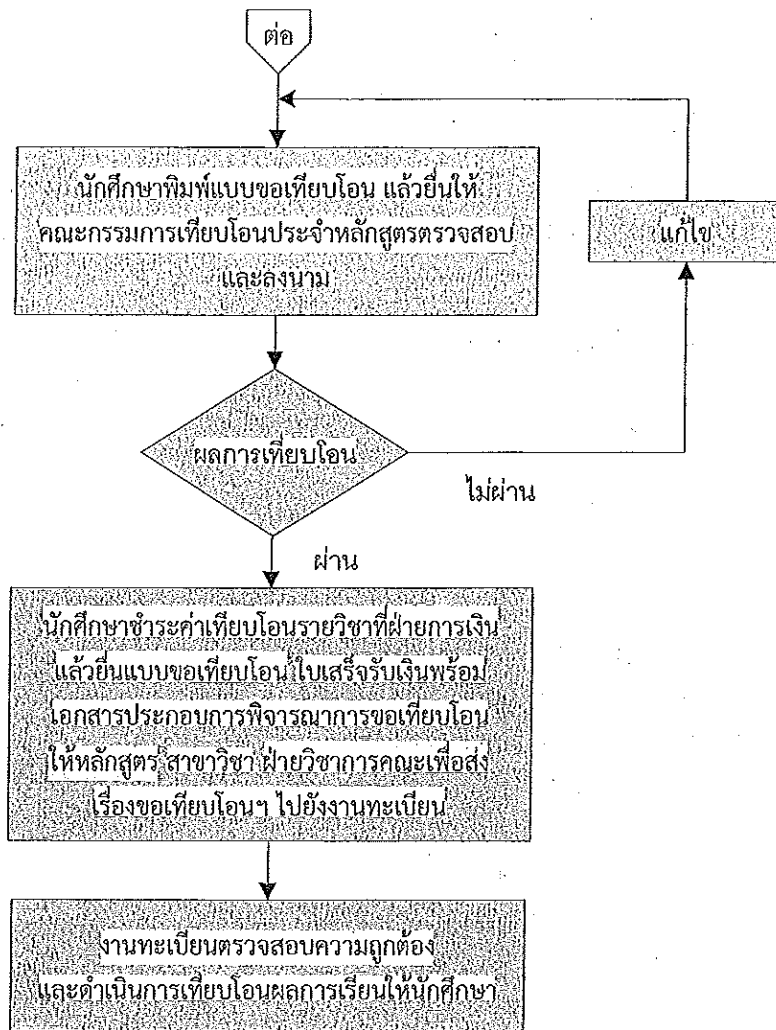 ต่อ
นักศึกษาพิมพ์แบบขอเทียบโอน แล้วยื่นให้
คณะกรรมการเทียบโอนประจำหลักสูตรตรวจสอบ
และลงนาม
แก้ไข
ผลการเทียบโอน
ไม่ผ่าน
ผ่าน
นักศึกษาชำระค่าเทียบโอนรายวิชาที่ฝ่ายการเงิน
แล้วยื่นแบบขอเทียบโอน ใบเสร็จรับเงินพร้อม
เอกสารประกอบการพิจารณาการขอเทียบโอน
ให้หลักสูตร สาขาวิชา ฝ่ายวิชาการคณะเพื่อส่ง
เรื่องขอเทียบโอนฯ ไปยังงานทะเบียน
งานทะเบียนตรวจสอบความถูกต้อง
และดำเนินการเทียบโอนผลการเรียนให้นักศึกษา